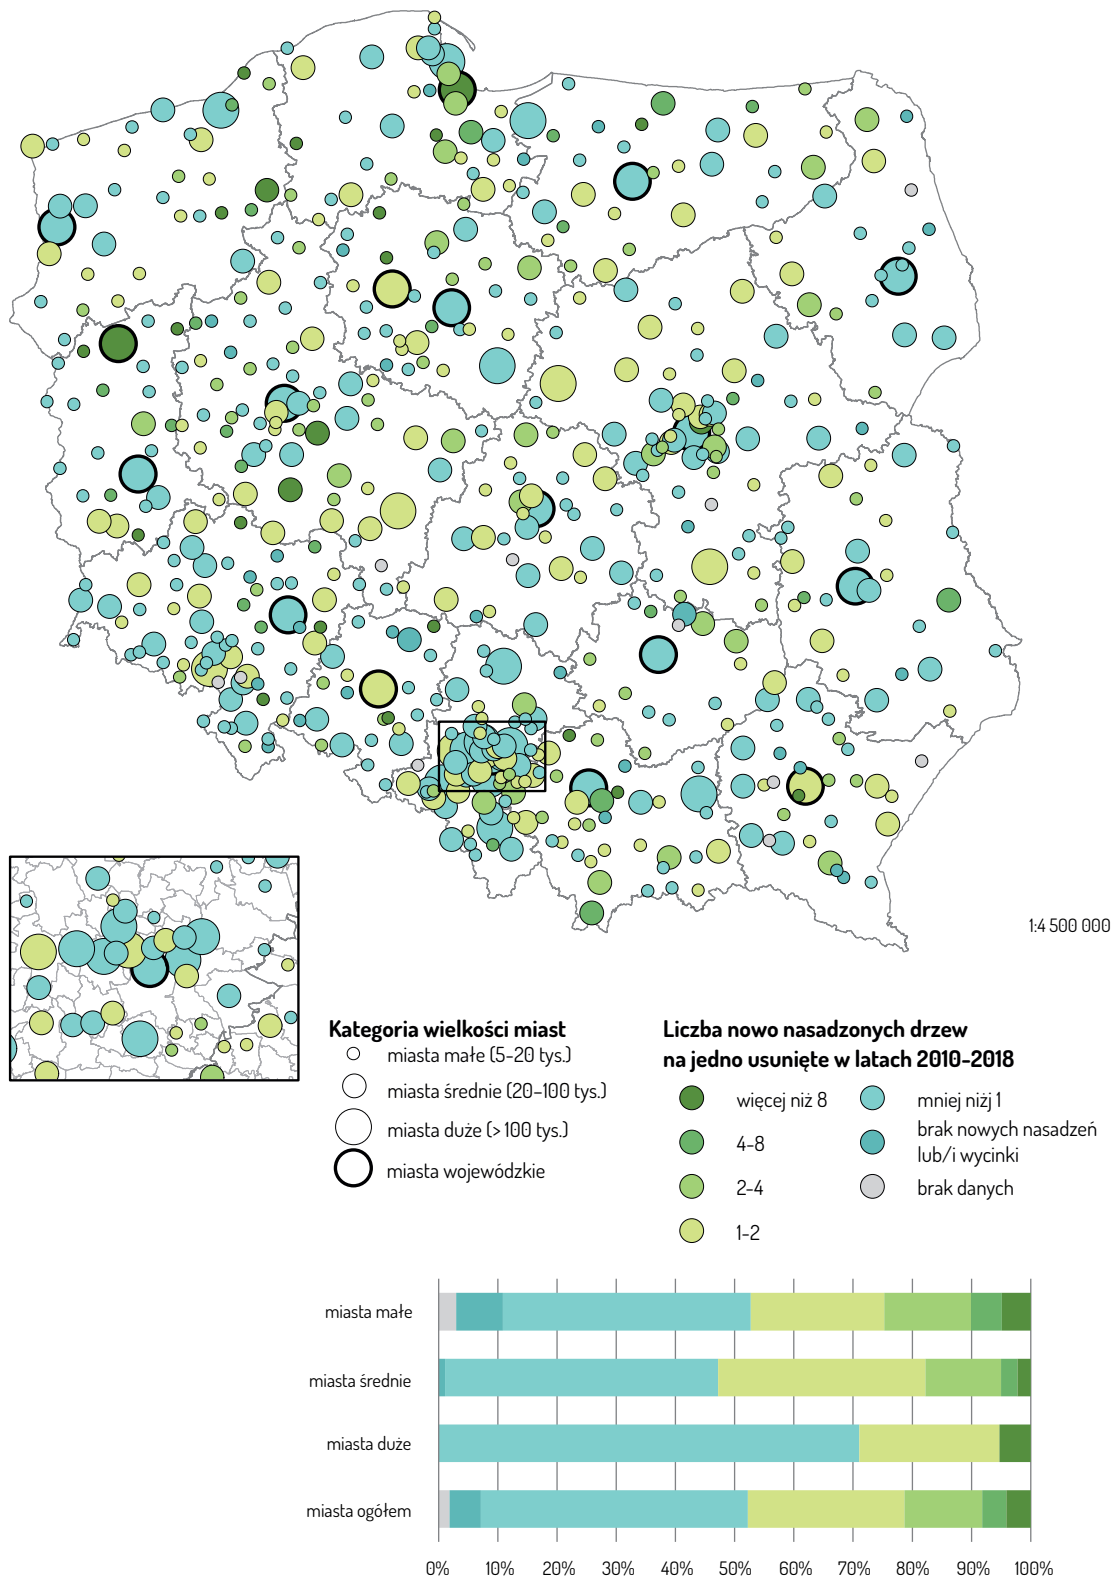 1:4 500 000
Kategoria wielkości miast
miasta małe (5-20 tys.)
miasta średnie (20-100 tys.)
miasta duże (> 100 tys.)
miasta wojewódzkie
Liczba nowo nasadzonych drzew
na jedno usunięte w latach 2010-2018
więcej niż 8
4-8
2-4
1-2
mniej niżj 1
brak nowych nasadzeń
lub/i wycinki
brak danych
miasta małe
miasta średnie
miasta duże
miasta ogółem
0% 10% 20% 30% 40% 50% 60% 70% 80% 90% 100%